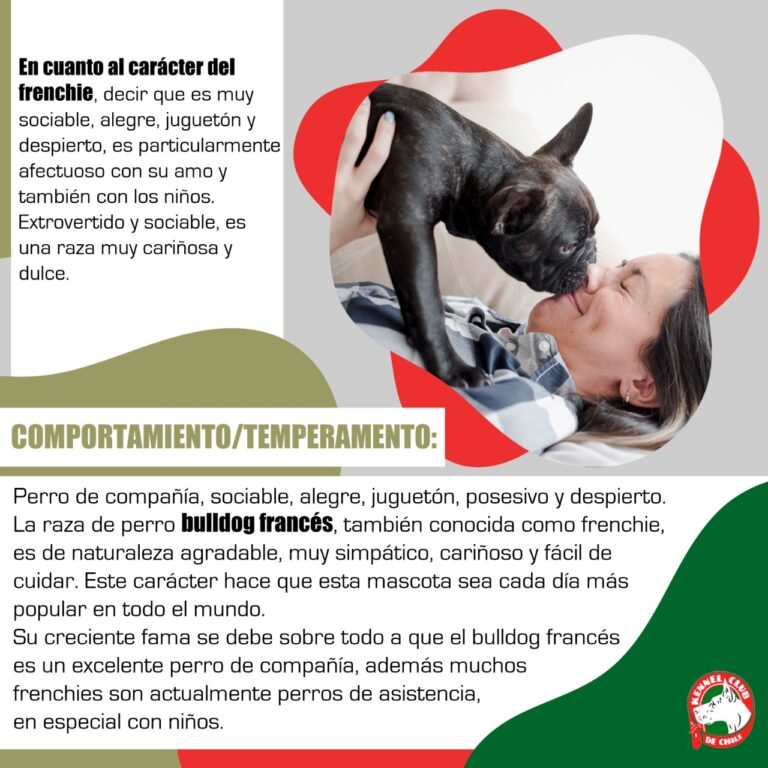 En cuanto al carácter del
frenchie, decir que es muy
sociable, alegre, juguetón y
despierto, es particularmente
afectuoso con su amo y
también con los niños.
Extrovertido y sociable, es
una raza muy cariñosa y
dulce.
COMPORTAMIENTO/TEMPERAMENTO:
Perro de compañía, sociable, alegre, juguetón, posesivo y despierto.
La raza de perro bulldog francés, también conocida como frenchie,
es de naturaleza agradable, muy simpático, cariñoso y fácil de
cuidar. Este carácter hace que esta mascota sea cada día más
popular en todo el mundo.
Su creciente fama se debe sobre todo a que el bulldog francés
es un excelente perro de compañía, además muchos
frenchies son actualmente perros de asistencia,
en especial con niños.
KENNEL CLUB
DE CHILE